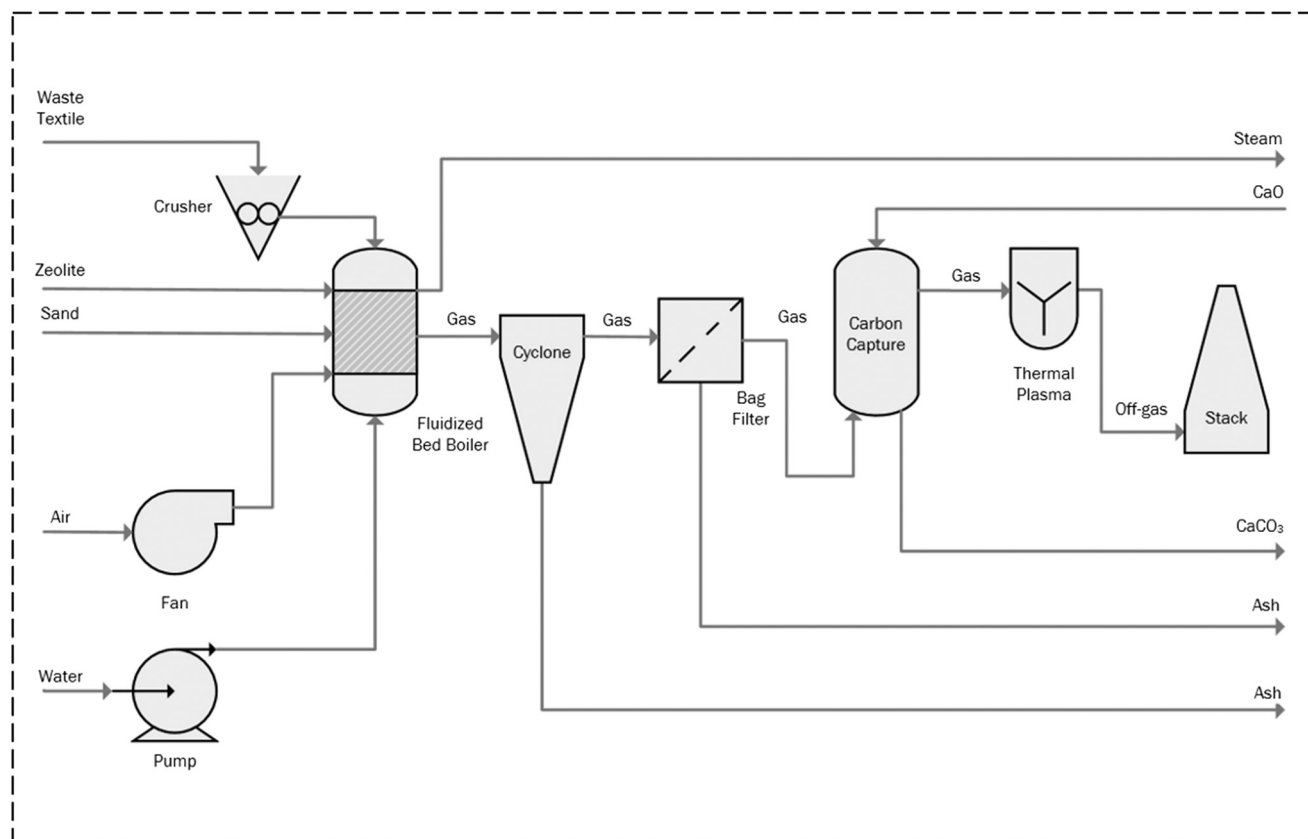 Waste
Textile
Steam
CaO
Crusher
Zeolite
Gas
Sand
Gas
Gas
Gas
Carbon
Capture
Cyclone
Thermal
Plasma
Bag
Filter
Off-gas
Stack
Fluidized
Bed Boiler
Air
CaCO₃
Fan
Ash
Water
Ash
Pump